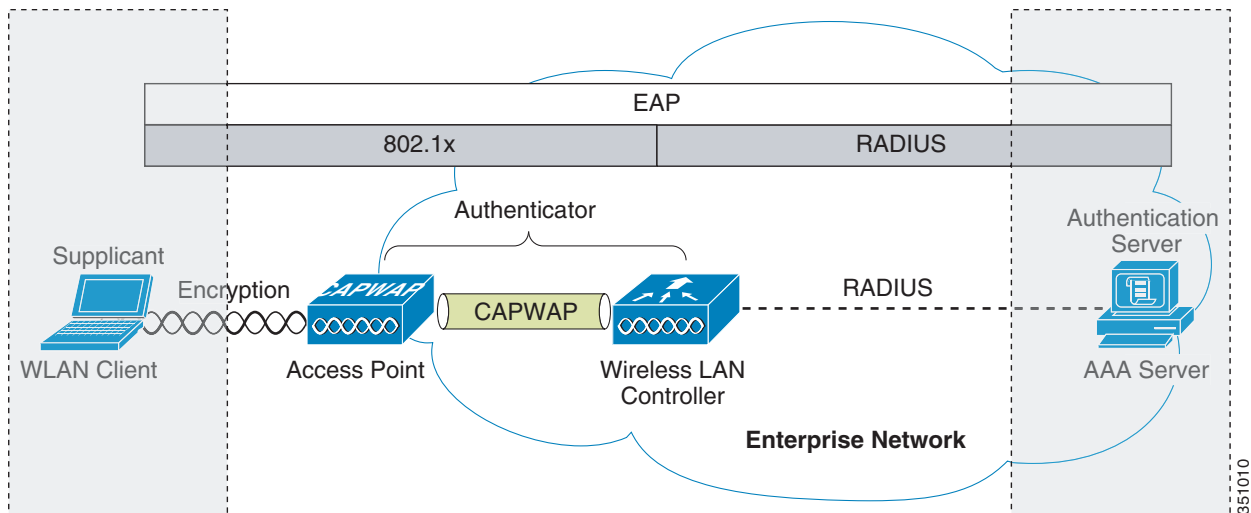 EAP
802.1x RADIUS
Authenticator
Supplicant
Encryption
CAPWAP
CAPWAP
RADIUS
Authentication
Server
WLAN Client
Access Point
Wireless LAN
Controller
AAA Server
Enterprise Network
351010